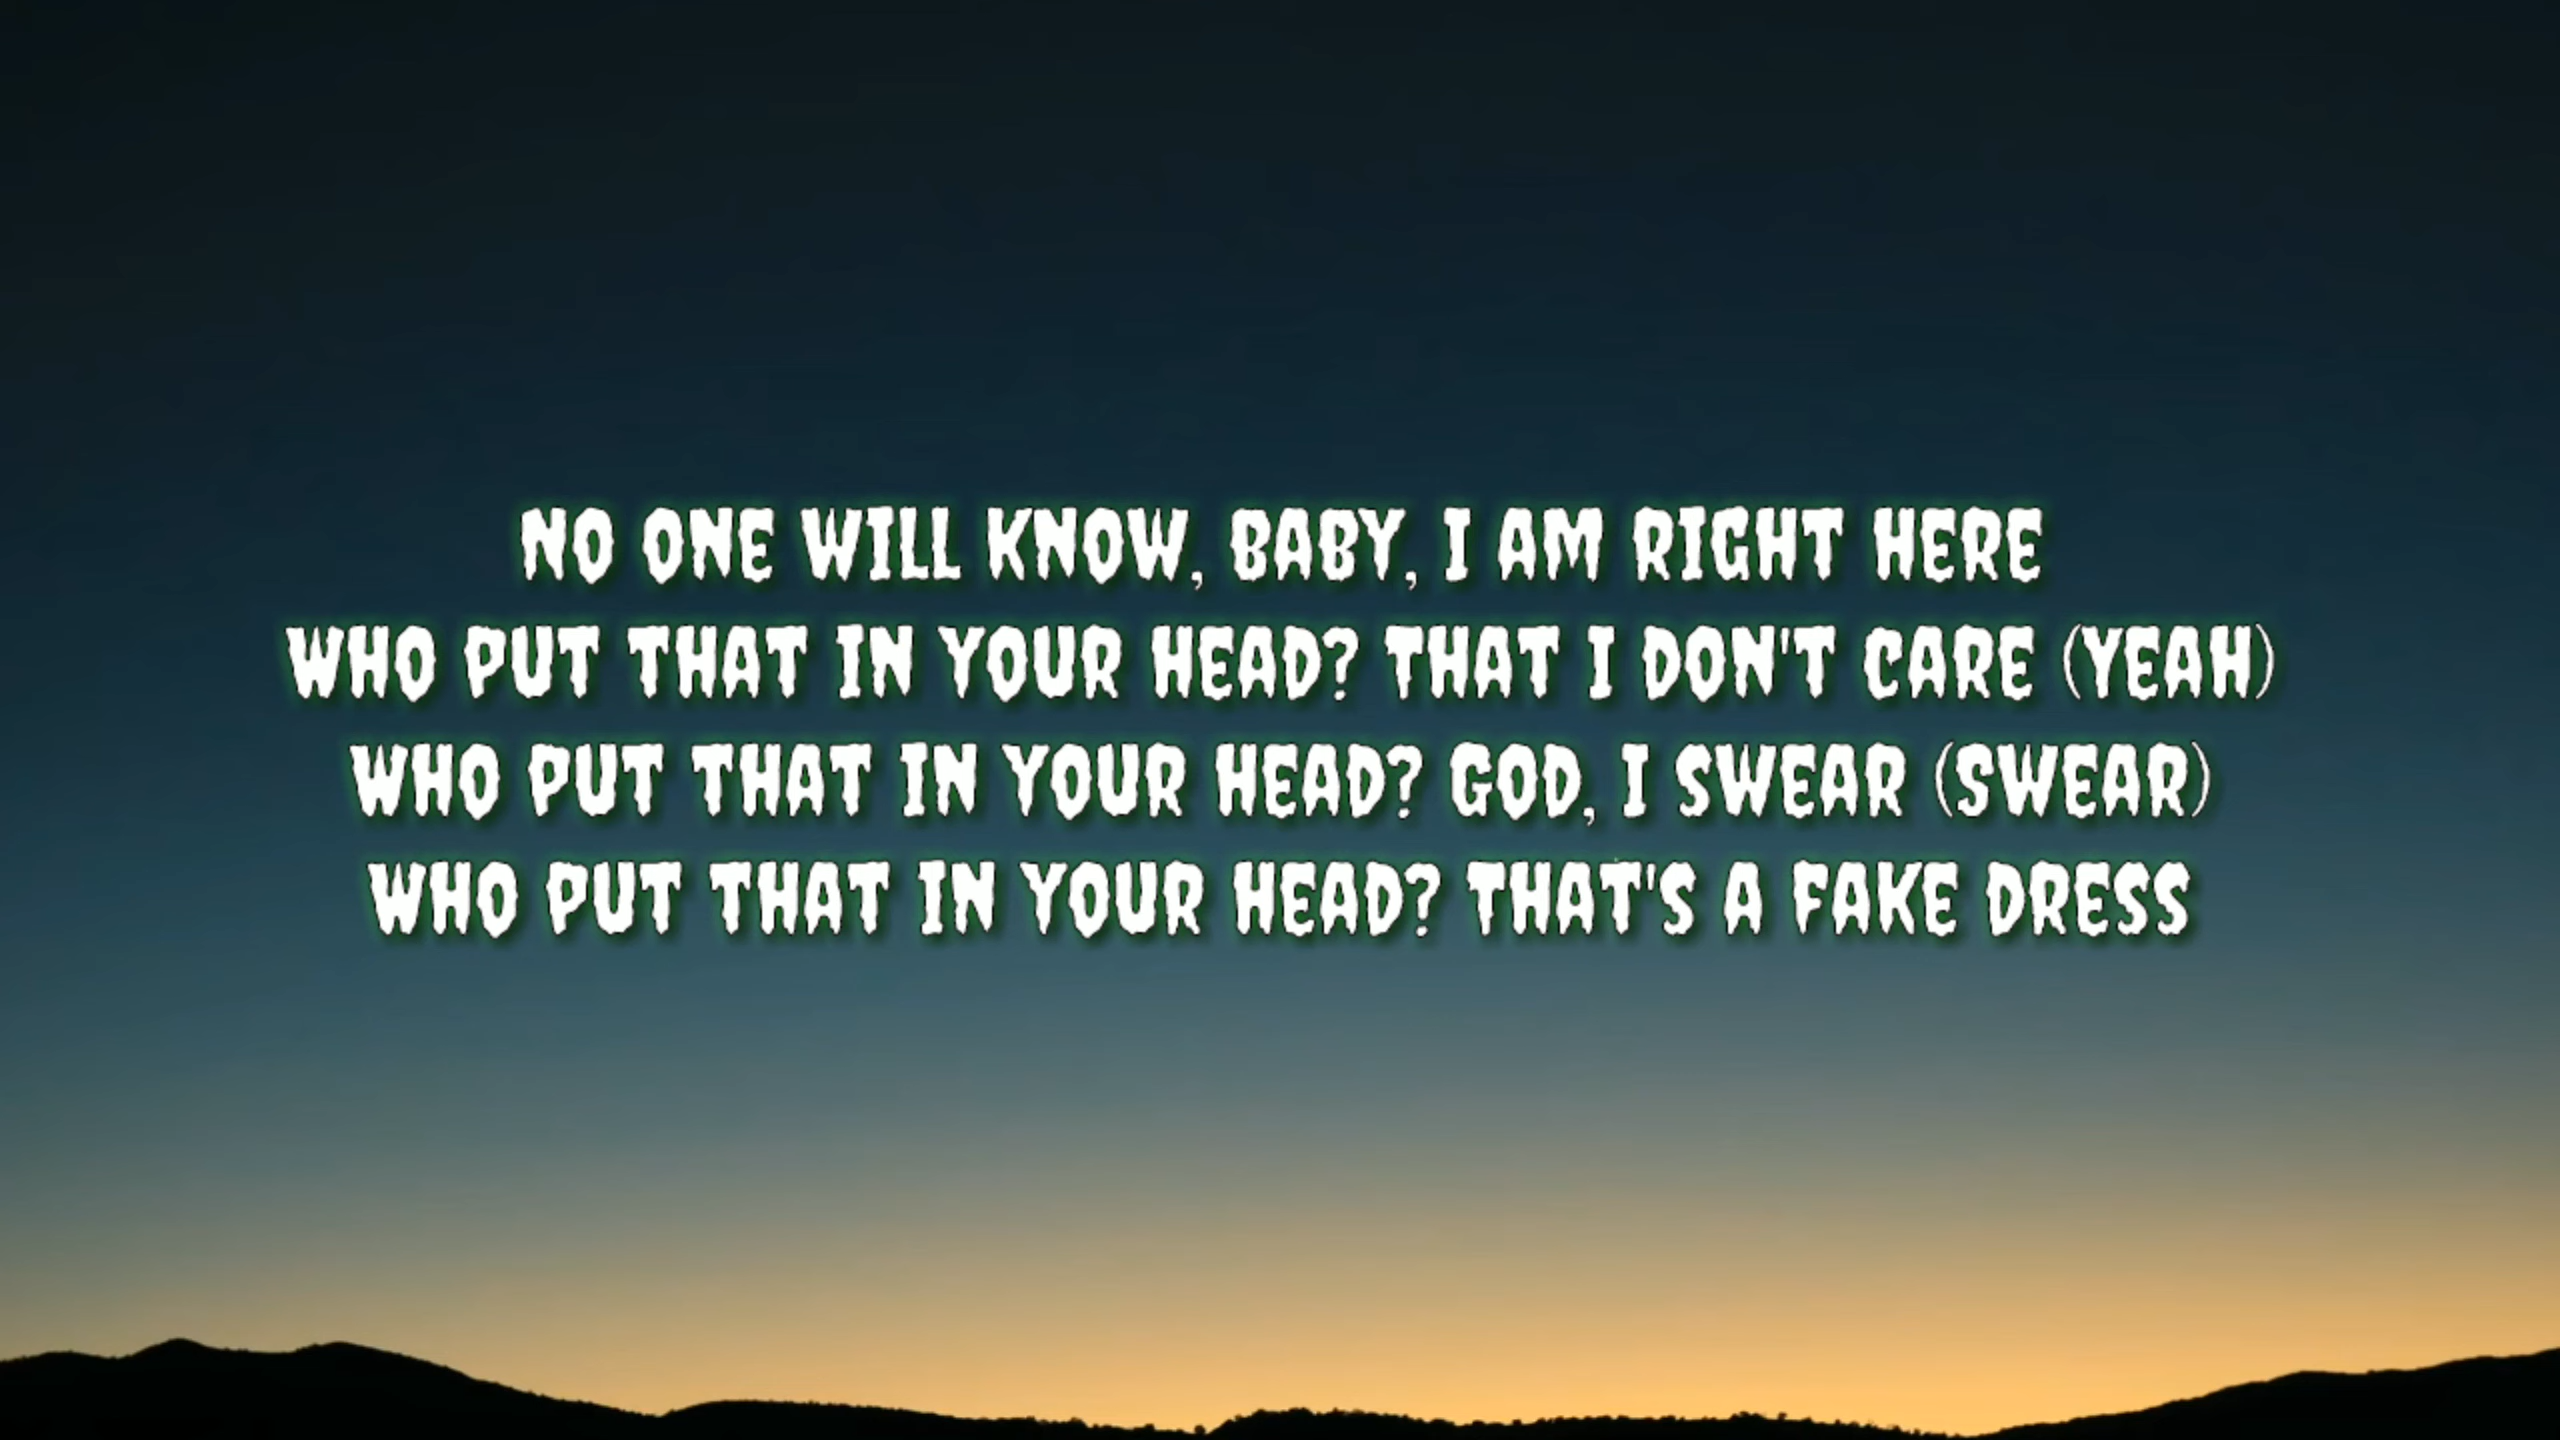 NO ONE WILL KNOW, BABY, I AM RIGHT HERE
WHO PUT THAT IN YOUR HEAD? THAT I DON'T CARE (YEAH)
WHO PUT THAT IN YOUR HEAD? GOD, I SWEAR (SWEAR)
WHO PUT THAT IN YOUR HEAD? THAT'S A FAKE DRESS